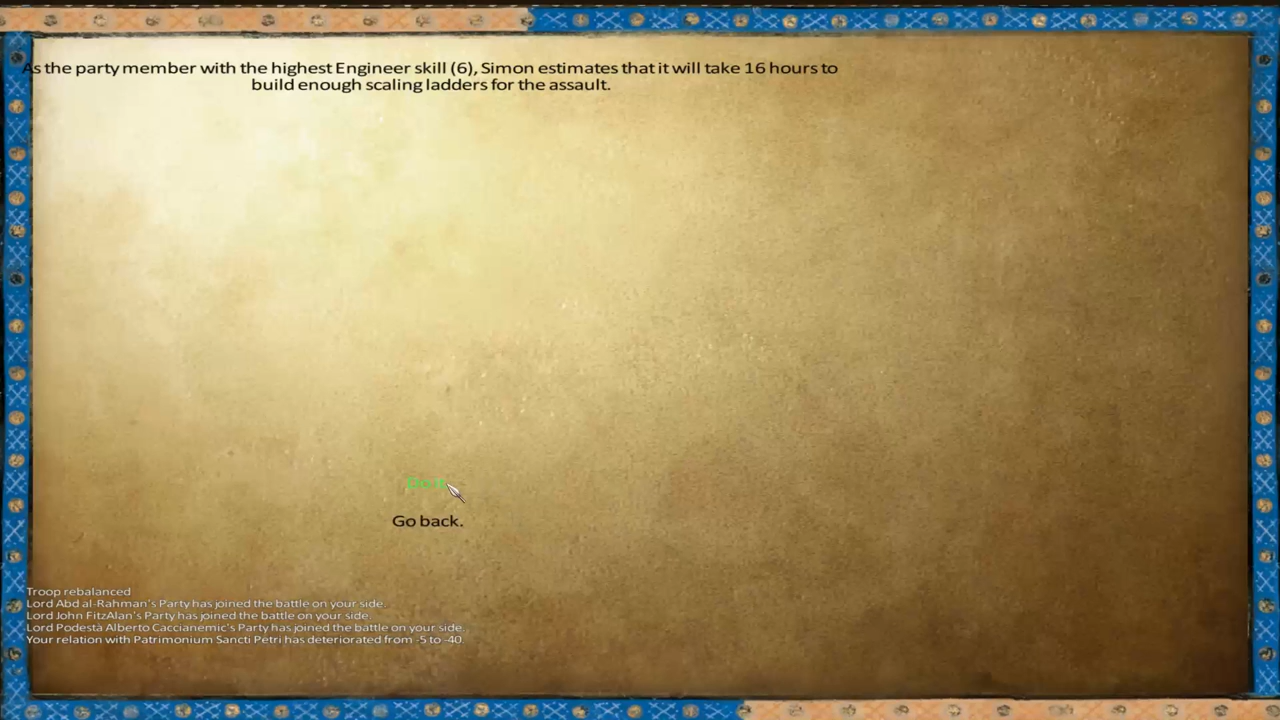 As the party member with the highest Engineer skill (6), Simon estimates that it will take 16 hours to
build enough scaling ladders for the assault.
Do it.
Go back.
Troop rebalanced
Lord Abd al-Rahman's Party has joined the battle on your side.
Lord John FitzAlan's Party has joined the battle on your side.
Lord Podestà Alberto Caccianemic's Party has joined the battle on your side.
Your relation with Patrimonium Sancti Petri has deteriorated from -5 to -40.